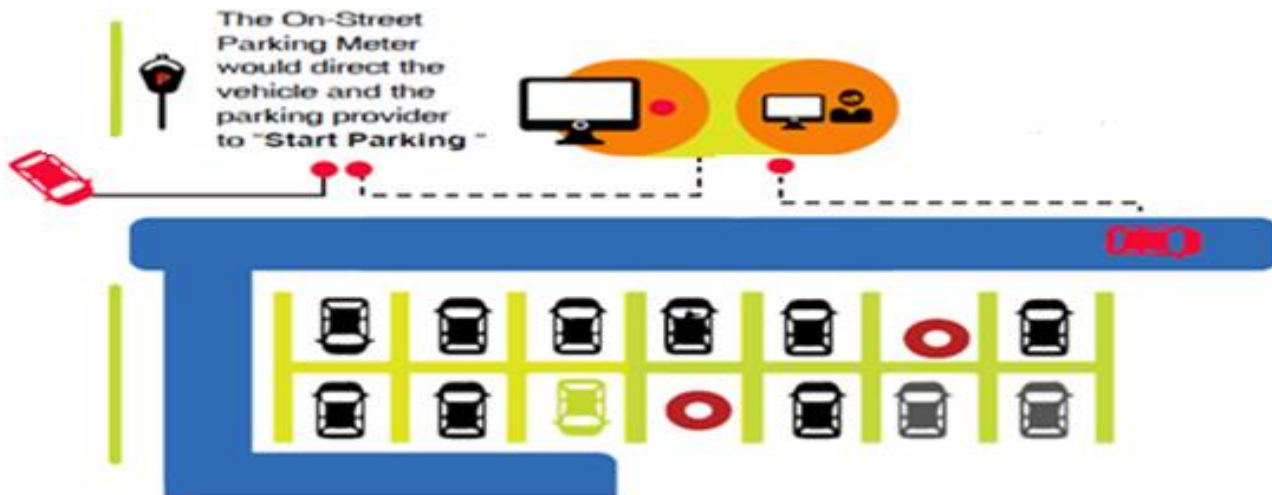 The On-Street
Parking Meter
would direct the
vehicle and the
parking provider
to "Start Parking "
P